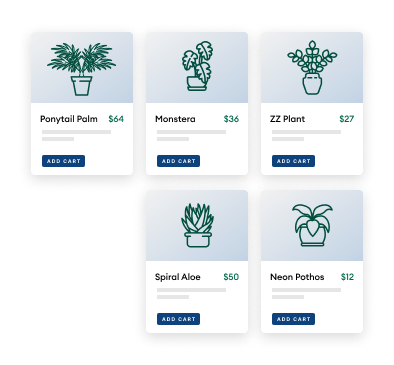 Ponytail Palm $64
ADD CART
Monstera $36
ADD CART
ZZ Plant $27
ADD CART
Spiral Aloe $50
ADD CART
Neon Pothos $12
ADD CART